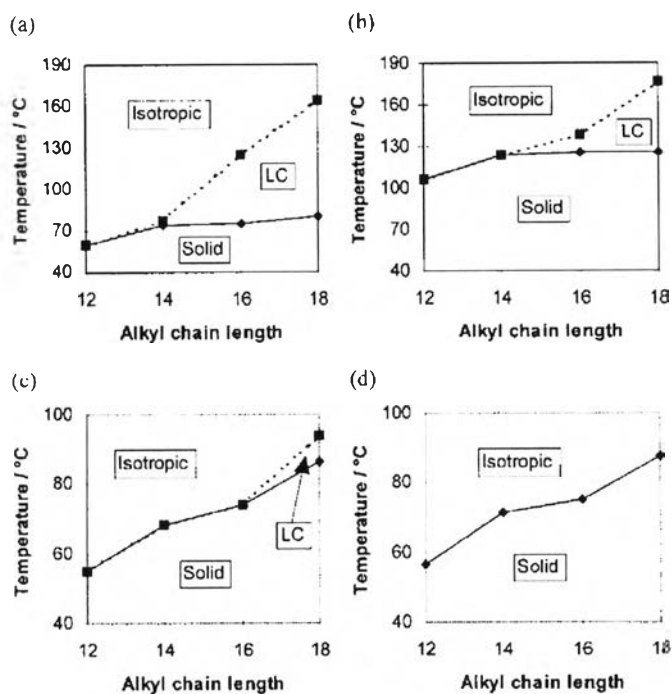 (a)
190
160
130
100
70
40
Temperature / °C
Isotropic
LC
Solid
12 14 16 18
Alkyl chain length
(b)
190
160
130
100
70
40
Temperature / °C
Isotropic
LC
Solid
12 14 16 18
Alkyl chain length
(c)
100
80
60
40
Temperature / °C
Isotropic
LC
Solid
12 14 16 18
Alkyl chain length
(d)
100
80
60
40
Temperature / °C
Isotropic
Solid
12 14 16 18
Alkyl chain length